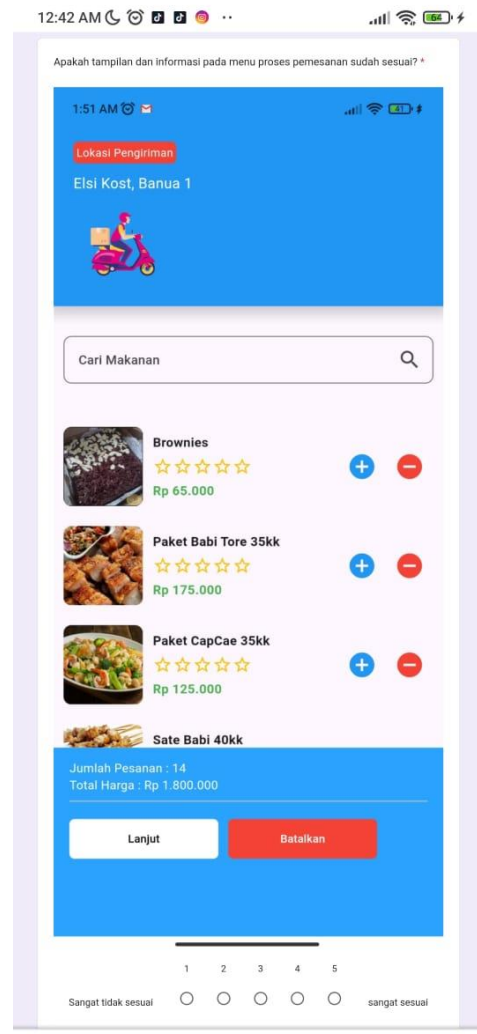 12:42 AM
64
Apakah tampilan dan informasi pada menu proses pemesanan sudah sesuai? *
1:51 AM
41
Lokasi Pengiriman
Elsi Kost, Banua 1
Cari Makanan
Brownies
Rp 65.000
Paket Babi Tore 35kk
Rp 175.000
Paket CapCae 35kk
Rp 125.000
Sate Babi 40kk
Jumlah Pesanan : 14
Total Harga : Rp 1.800.000
Lanjut
Batalkan
1 2 3 4 5
Sangat tidak sesuai
sangat sesuai